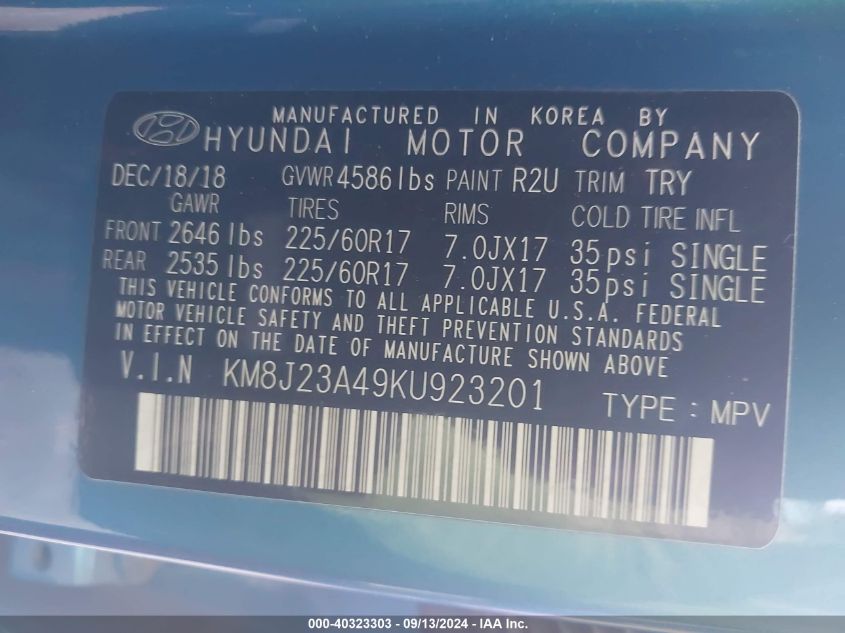 MANUFACTURED IN KOREA BY
HYUNDAI MOTOR COMPANY
DEC/18/18 GVWR 4586 lbs PAINT R2U TRIM TRY
GAWR TIRES RIMS COLD TIRE INFL
FRONT 2646 lbs 225/60R17 7.0JX17 35psi SINGLE
REAR 2535 lbs 225/60R17 7.0JX17 35psi SINGLE
THIS VEHICLE CONFORMS TO ALL APPLICABLE U.S.A. FEDERAL
MOTOR VEHICLE SAFETY AND THEFT PREVENTION STANDARDS
IN EFFECT ON THE DATE OF MANUFACTURE SHOWN ABOVE
V.I.N KM8J23A49KU923201 TYPE : MPV
000-40323303 - 09/13/2024 - IAA Inc.